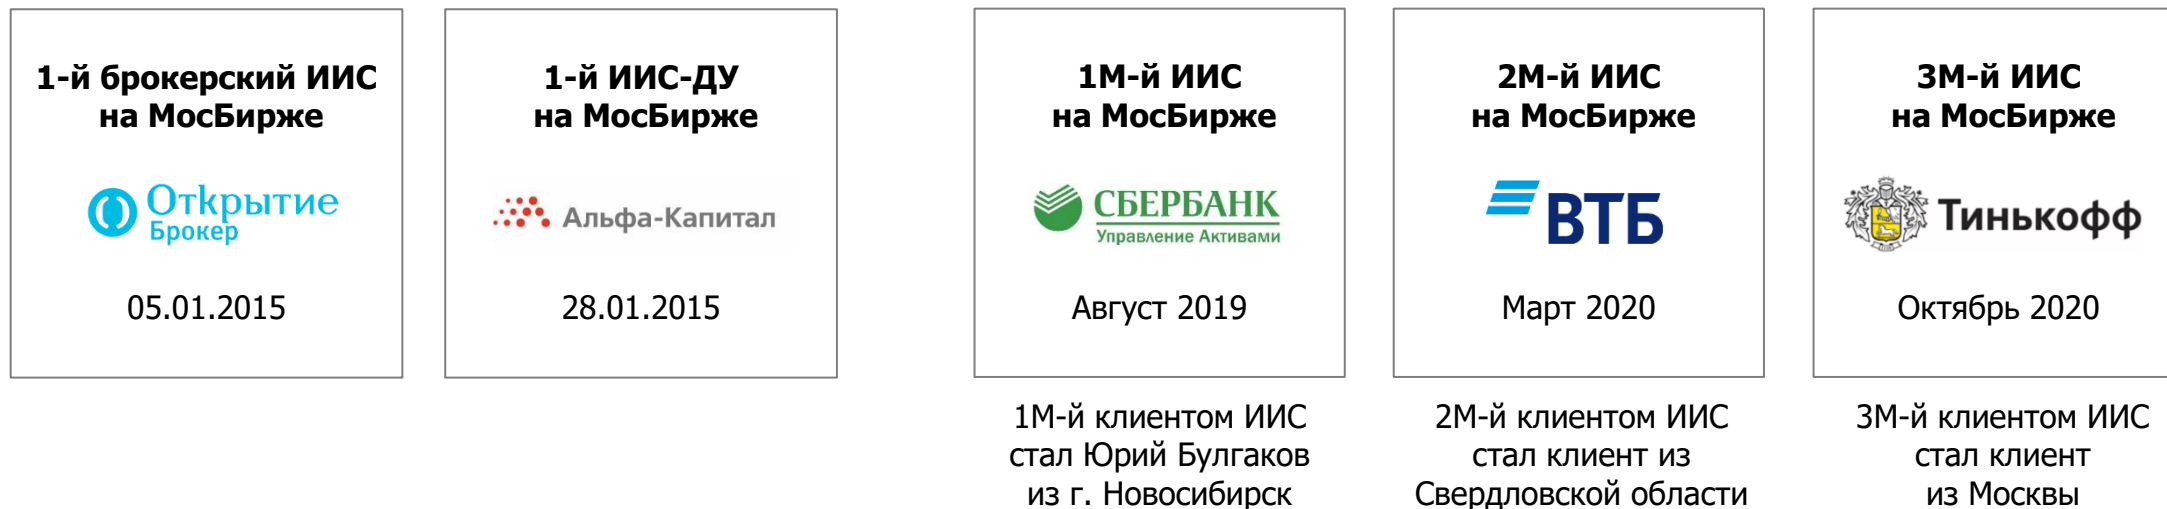 1-й брокерский ИИС
на МосБирже
Открытие
Брокер
05.01.2015
1-й ИИС-ДУ
на МосБирже
Альфа-Капитал
28.01.2015
1М-й ИИС
на МосБирже
СБЕРБАНК
Управление Активами
Август 2019
1М-й клиентом ИИС
стал Юрий Булгаков
из г. Новосибирск
2М-й ИИС
на МосБирже
ВТБ
Март 2020
2М-й клиентом ИИС
стал клиент из
Свердловской области
3М-й ИИС
на МосБирже
Тинькофф
Октябрь 2020
3М-й клиентом ИИС
стал клиент
из Москвы